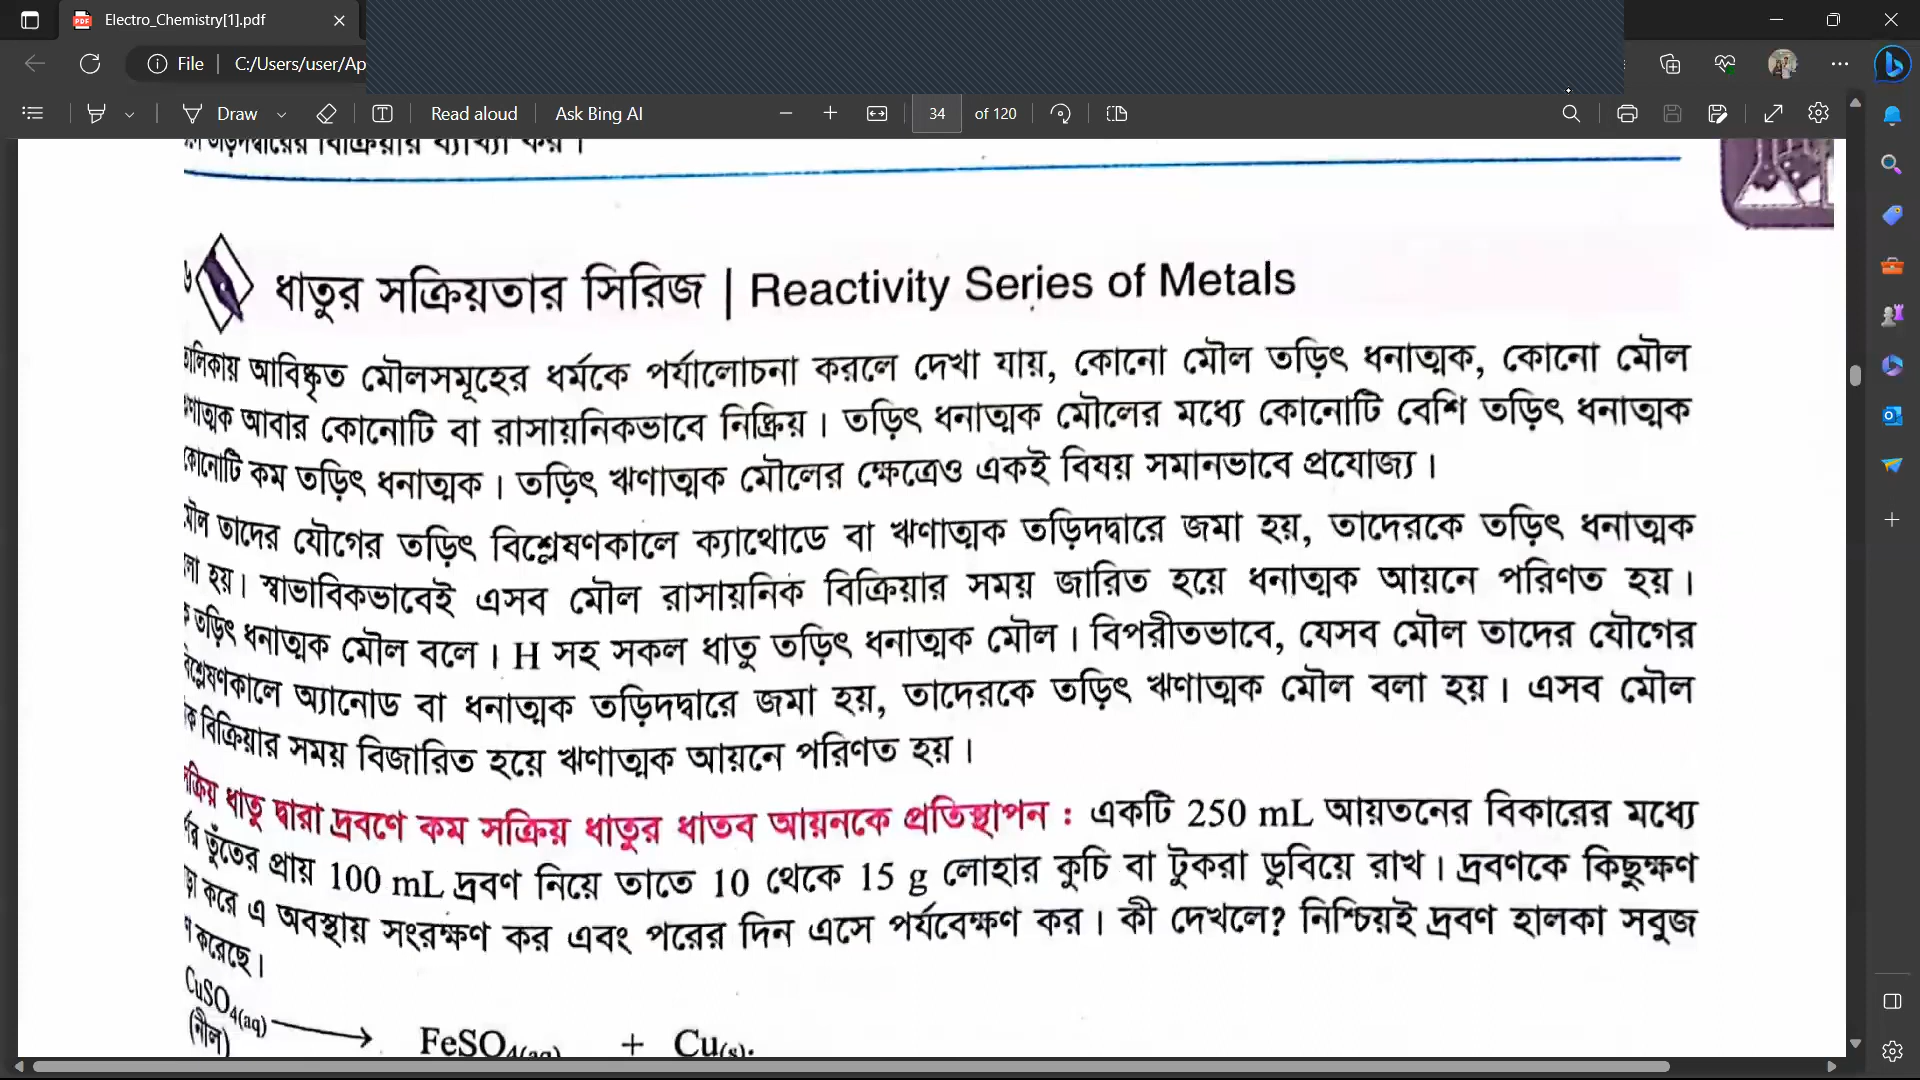 Electro_Chemistry[1].pdf
File
C:/Users/user/Ap
Draw
Read aloud
Ask Bing AI
34 of 120
ধাতুর সক্রিয়তার সিরিজ | Reactivity Series of Metals
আবিষ্কৃত মৌলসমূহের ধর্মকে পর্যালোচনা করলে দেখা যায়, কোনো মৌল তড়িৎ ধনাত্মক, কোনো মৌল
আবার কোনোটি বা রাসায়নিকভাবে নিষ্ক্রিয়। তড়িৎ ধনাত্মক মৌলের মধ্যে কোনোটি বেশি তড়িৎ ধনাত্মক
কোনোটি কম তড়িৎ ধনাত্মক। তড়িৎ ঋণাত্মক মৌলের ক্ষেত্রেও একই বিষয় সমানভাবে প্রযোজ্য।
মৌল তাদের যৌগের তড়িৎ বিশ্লেষণকালে ক্যাথোডে বা ঋণাত্মক তড়িদদ্বারে জমা হয়, তাদেরকে তড়িৎ ধনাত্মক
হয়। স্বাভাবিকভাবেই এসব মৌল রাসায়নিক বিক্রিয়ার সময় জারিত হয়ে ধনাত্মক আয়নে পরিণত হয়।
তড়িৎ ধনাত্মক মৌল বলে। H সহ সকল ধাতু তড়িৎ ধনাত্মক মৌল। বিপরীতভাবে, যেসব মৌল তাদের যৌগের
বিশ্লেষণকালে অ্যানোড বা ধনাত্মক তড়িদদ্বারে জমা হয়, তাদেরকে তড়িৎ ঋণাত্মক মৌল বলা হয়। এসব মৌল
বিক্রিয়ার সময় বিজারিত হয়ে ঋণাত্মক আয়নে পরিণত হয়।
সক্রিয় ধাতু দ্বারা দ্রবণে কম সক্রিয় ধাতুর ধাতব আয়নকে প্রতিস্থাপন : একটি 250 mL আয়তনের বিকারের মধ্যে
তুঁতের প্রায় 100 mL দ্রবণ নিয়ে তাতে 10 থেকে 15 g লোহার কুচি বা টুকরা ডুবিয়ে রাখ। দ্রবণকে কিছুক্ষণ
করে এ অবস্থায় সংরক্ষণ কর এবং পরের দিন এসে পর্যবেক্ষণ কর। কী দেখলে? নিশ্চিয়ই দ্রবণ হালকা সবুজ
করেছে।
CuSO4(aq) ⟶ FeSO4(aq) + Cu(s).
(নীল)